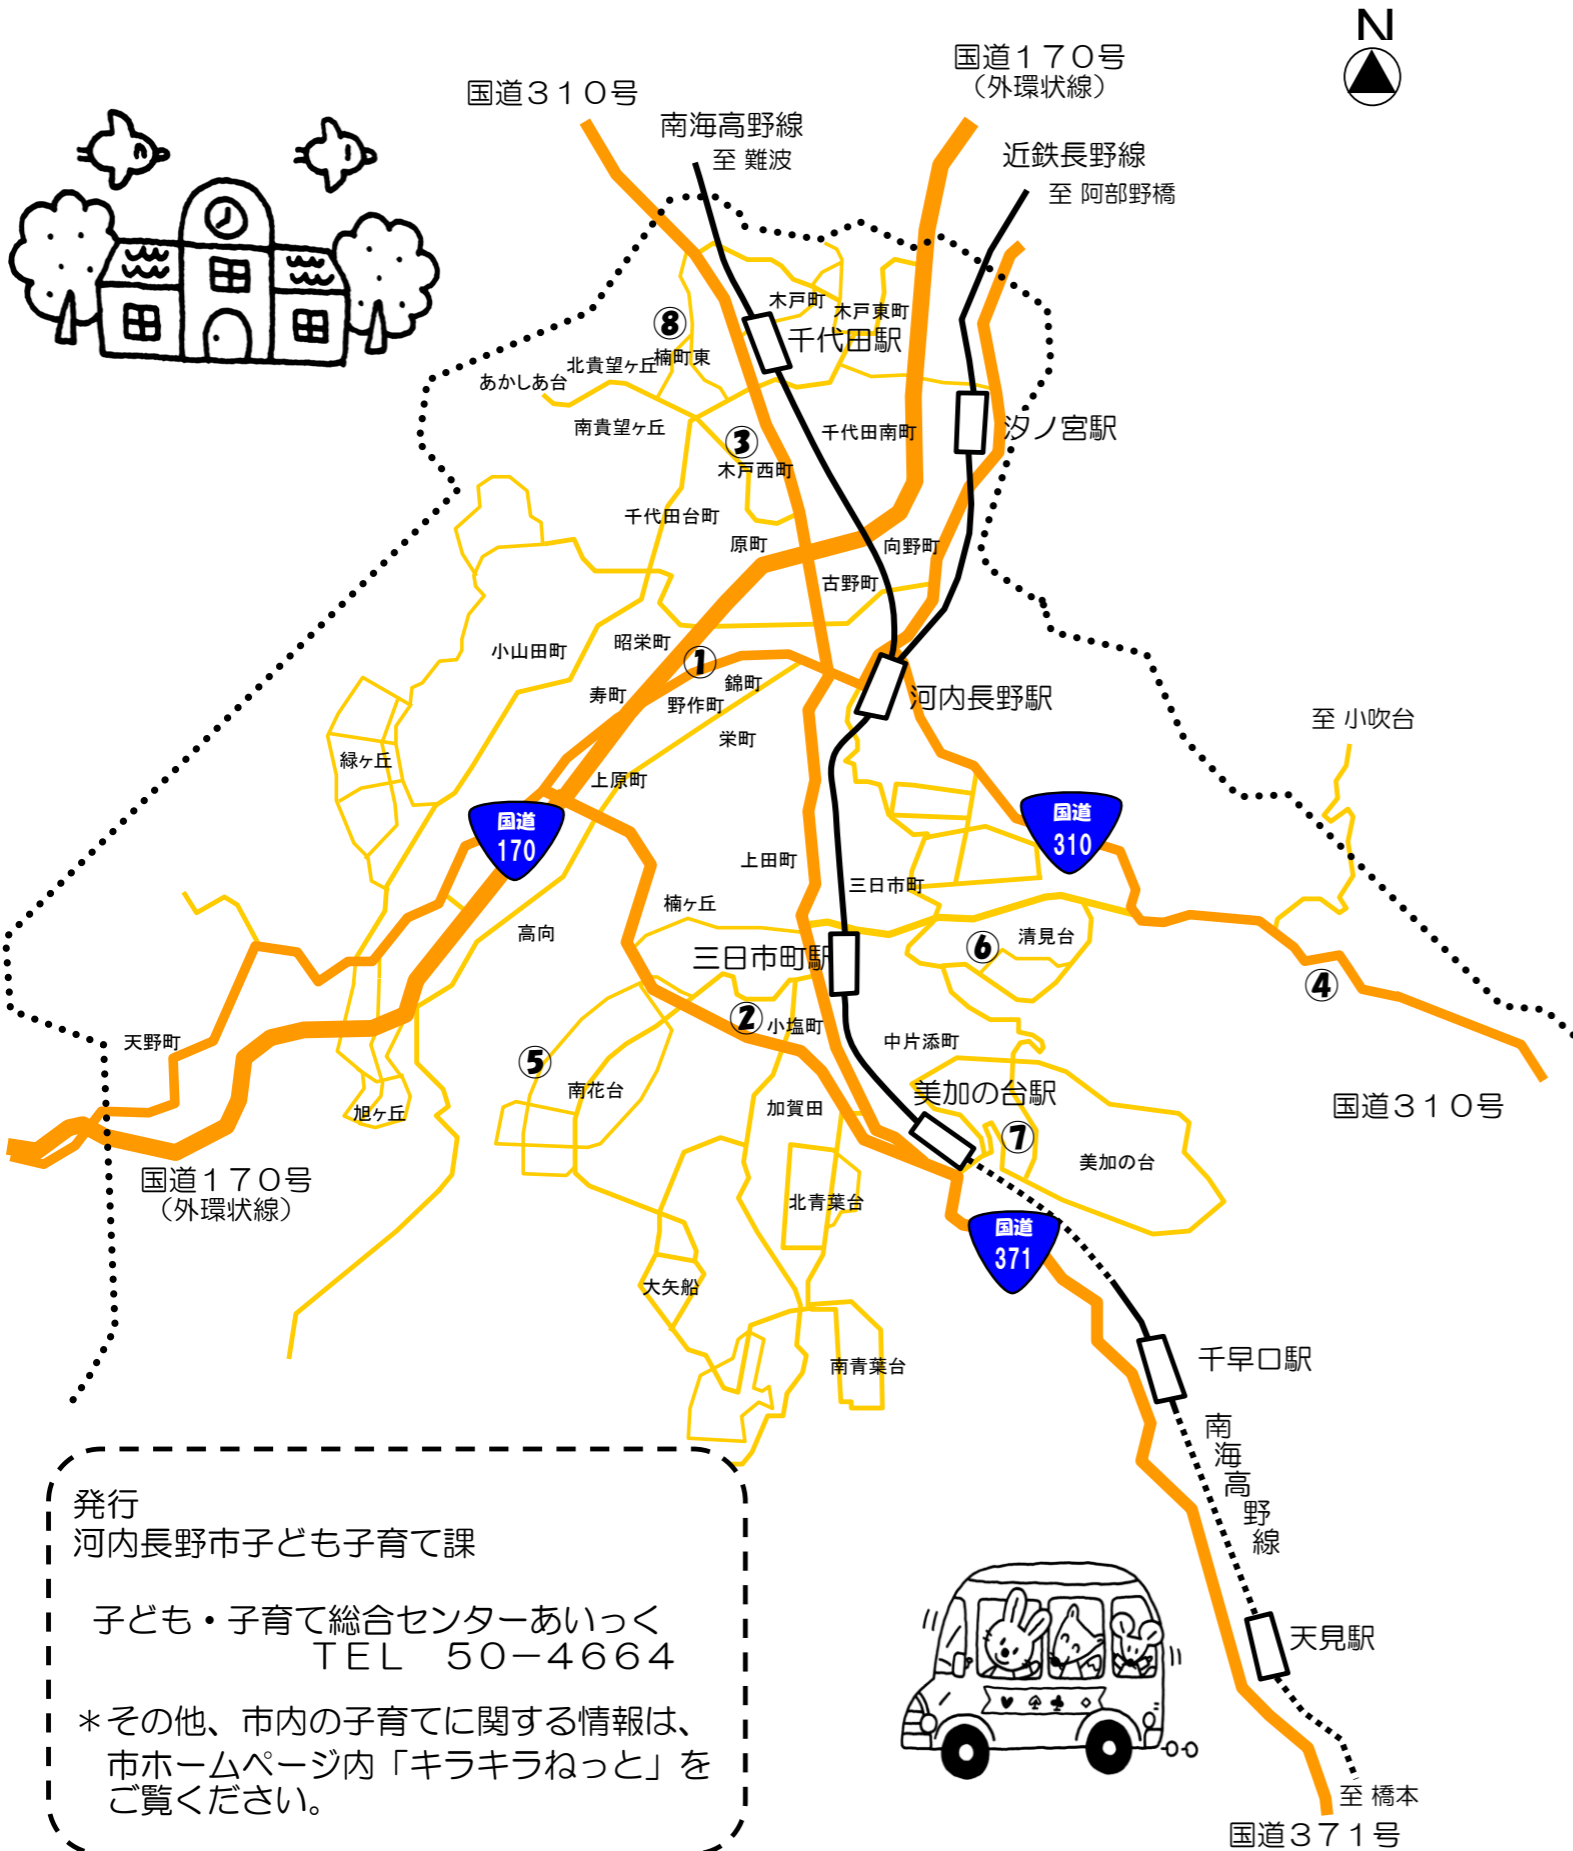 N
国道１７０号
（外環状線）
国道３１０号
南海高野線
至 難波
近鉄長野線
至 阿部野橋
木戸町
木戸東町
⑧
千代田駅
楠町東
北貴望ヶ丘
あかしあ台
南貴望ヶ丘
③
千代田南町
汐ノ宮駅
木戸西町
千代田台町
原町
向野町
古野町
小山田町
昭栄町
①
錦町
寿町
野作町
河内長野駅
栄町
至 小吹台
緑ヶ丘
上原町
国道
170
国道
310
上田町
三日市町
楠ヶ丘
高向
三日市町駅
⑥
清見台
④
②
小塩町
天野町
中片添町
⑤
南花台
美加の台駅
旭ヶ丘
加賀田
国道３１０号
⑦
美加の台
国道１７０号
（外環状線）
北青葉台
国道
371
大矢船
南青葉台
千早口駅
南海高野線
天見駅
至 橋本
国道３７１号
発行
河内長野市子ども子育て課
子ども・子育て総合センターあいっく
ＴＥＬ　５０－４６６４
＊その他、市内の子育てに関する情報は、
市ホームページ内「キラキラねっと」を
ご覧ください。